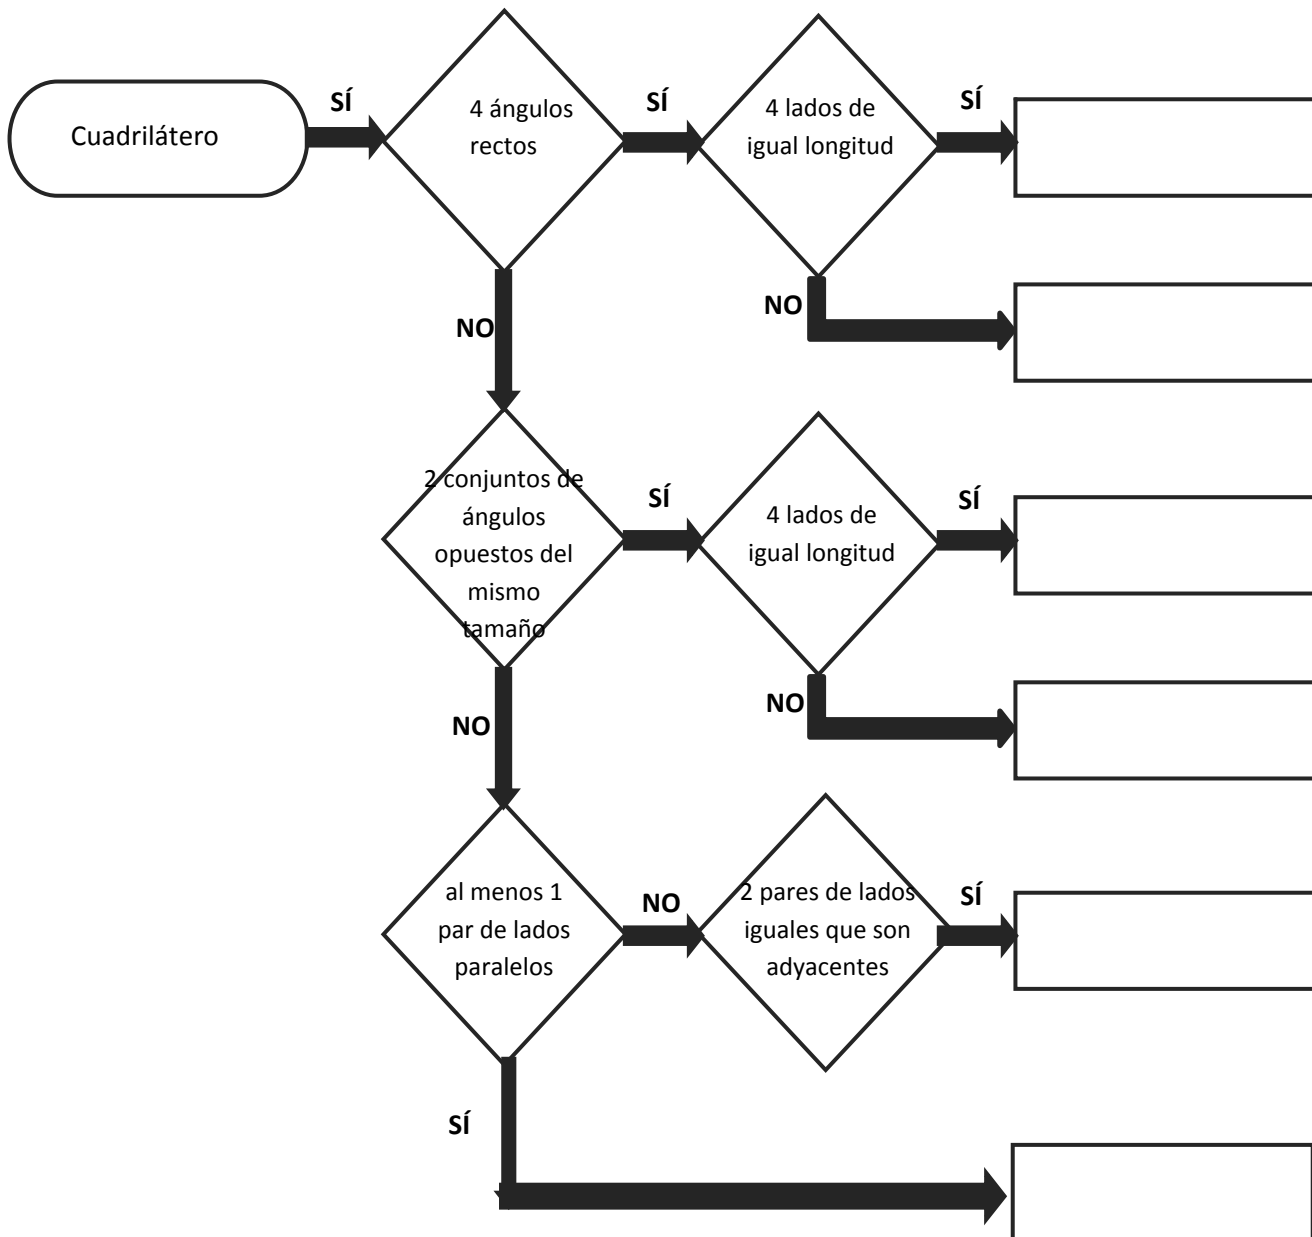 Cuadrilátero
SÍ
4 ángulos
rectos
SÍ
4 lados de
igual longitud
SÍ
NO
NO
2 conjuntos de
ángulos
opuestos del
mismo
tamaño
SÍ
4 lados de
igual longitud
SÍ
NO
NO
al menos 1
par de lados
paralelos
NO
2 pares de lados
iguales que son
adyacentes
SÍ
SÍ